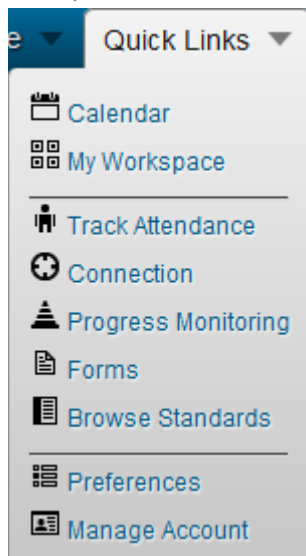 e Quick Links
Calendar
My Workspace
Track Attendance
Connection
Progress Monitoring
Forms
Browse Standards
Preferences
Manage Account